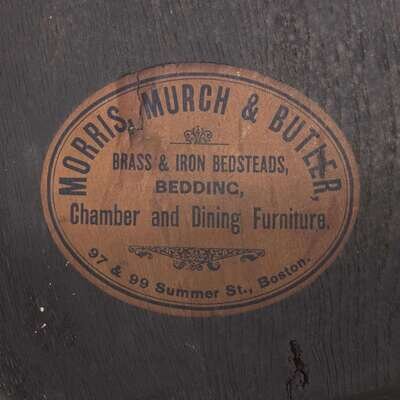 MORRIS, MURCH & BUTLER,
BRASS & IRON BEDSTEADS,
BEDDING,
Chamber and Dining Furniture.
97 & 99 Summer St., Boston.